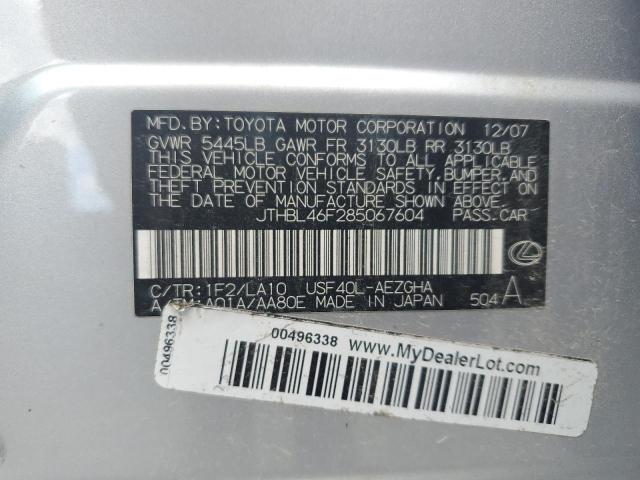 MFD. BY: TOYOTA MOTOR CORPORATION 12/07
GVWR 5445LB GAWR FR 3130LB RR 3130LB
THIS VEHICLE CONFORMS TO ALL APPLICABLE
FEDERAL MOTOR VEHICLE SAFETY, BUMPER, AND
THEFT PREVENTION STANDARDS IN EFFECT ON
THE DATE OF MANUFACTURE SHOWN ABOVE.
JTHBL46F285067604 PASS. CAR
C/TR: 1F2/LA10 USF40L-AEZGHA
A01A/AA80E MADE IN JAPAN 504 A
00496338
00496338 www.MyDealerLot.com